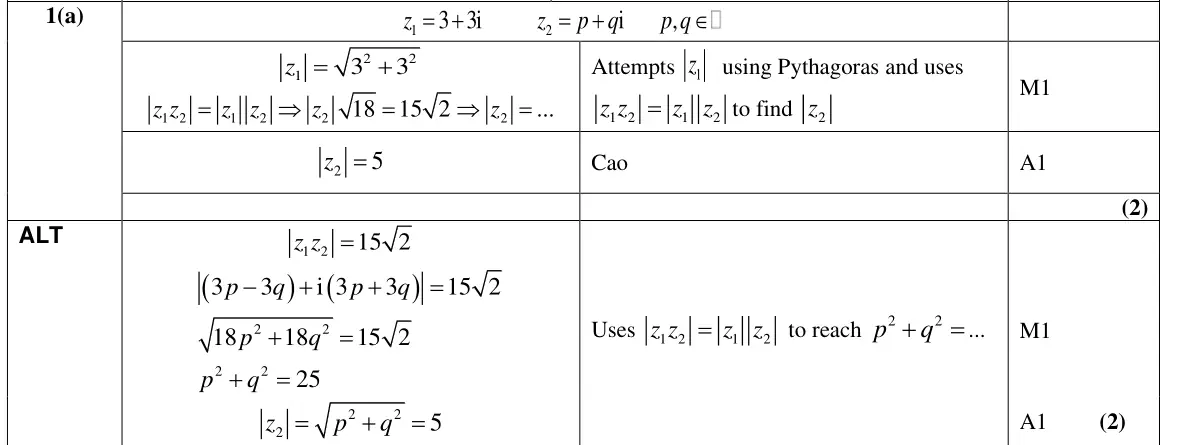 1(a)
z₁ = 3+3i z₂ = p+qi p,q ∈
|z₁| = √(3² + 3²)
|z₁z₂| = |z₁||z₂| ⇒ |z₂|√18 = 15√2 ⇒ |z₂| = ...
Attempts |z₁| using Pythagoras and uses
|z₁z₂| = |z₁||z₂| to find |z₂|
M1
|z₂| = 5
Cao
A1
(2)
ALT
|z₁z₂| = 15√2
|(3p−3q)+i(3p+3q)| = 15√2
√(18p² +18q²) = 15√2
p² + q² = 25
|z₂| = √(p² + q²) = 5
Uses |z₁z₂| = |z₁||z₂| to reach p² + q² = ...
M1
A1 (2)